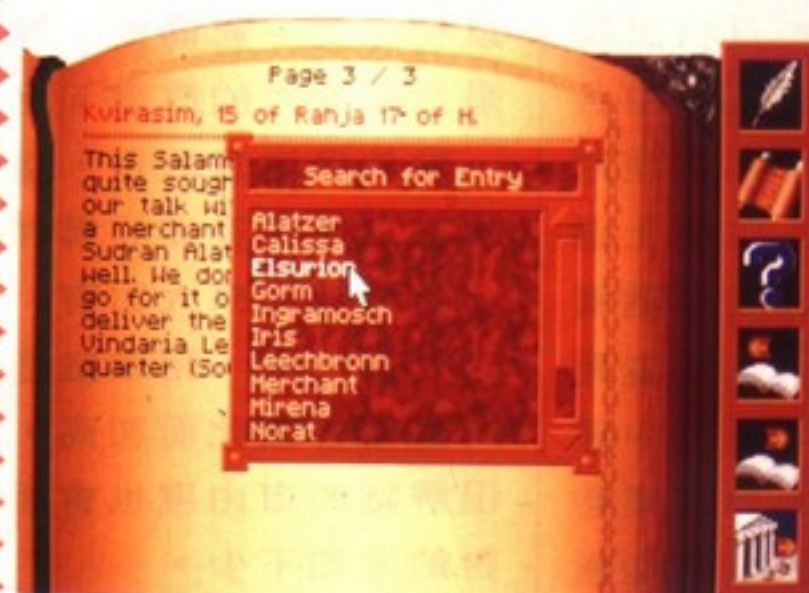 Page 3 / 3
Kvirasim, 15 of Rahja 17 of H.
This Salam
quite sough
our talk wi
a merchant
Sudran Alat
well. We don
go for it o
deliver the
Vindaria Le
quarter (So
Search for Entry
Alatzer
Calissa
Elsurion
Gorm
Ingramosch
Iris
Leechbronn
Merchant
Mirena
Norat